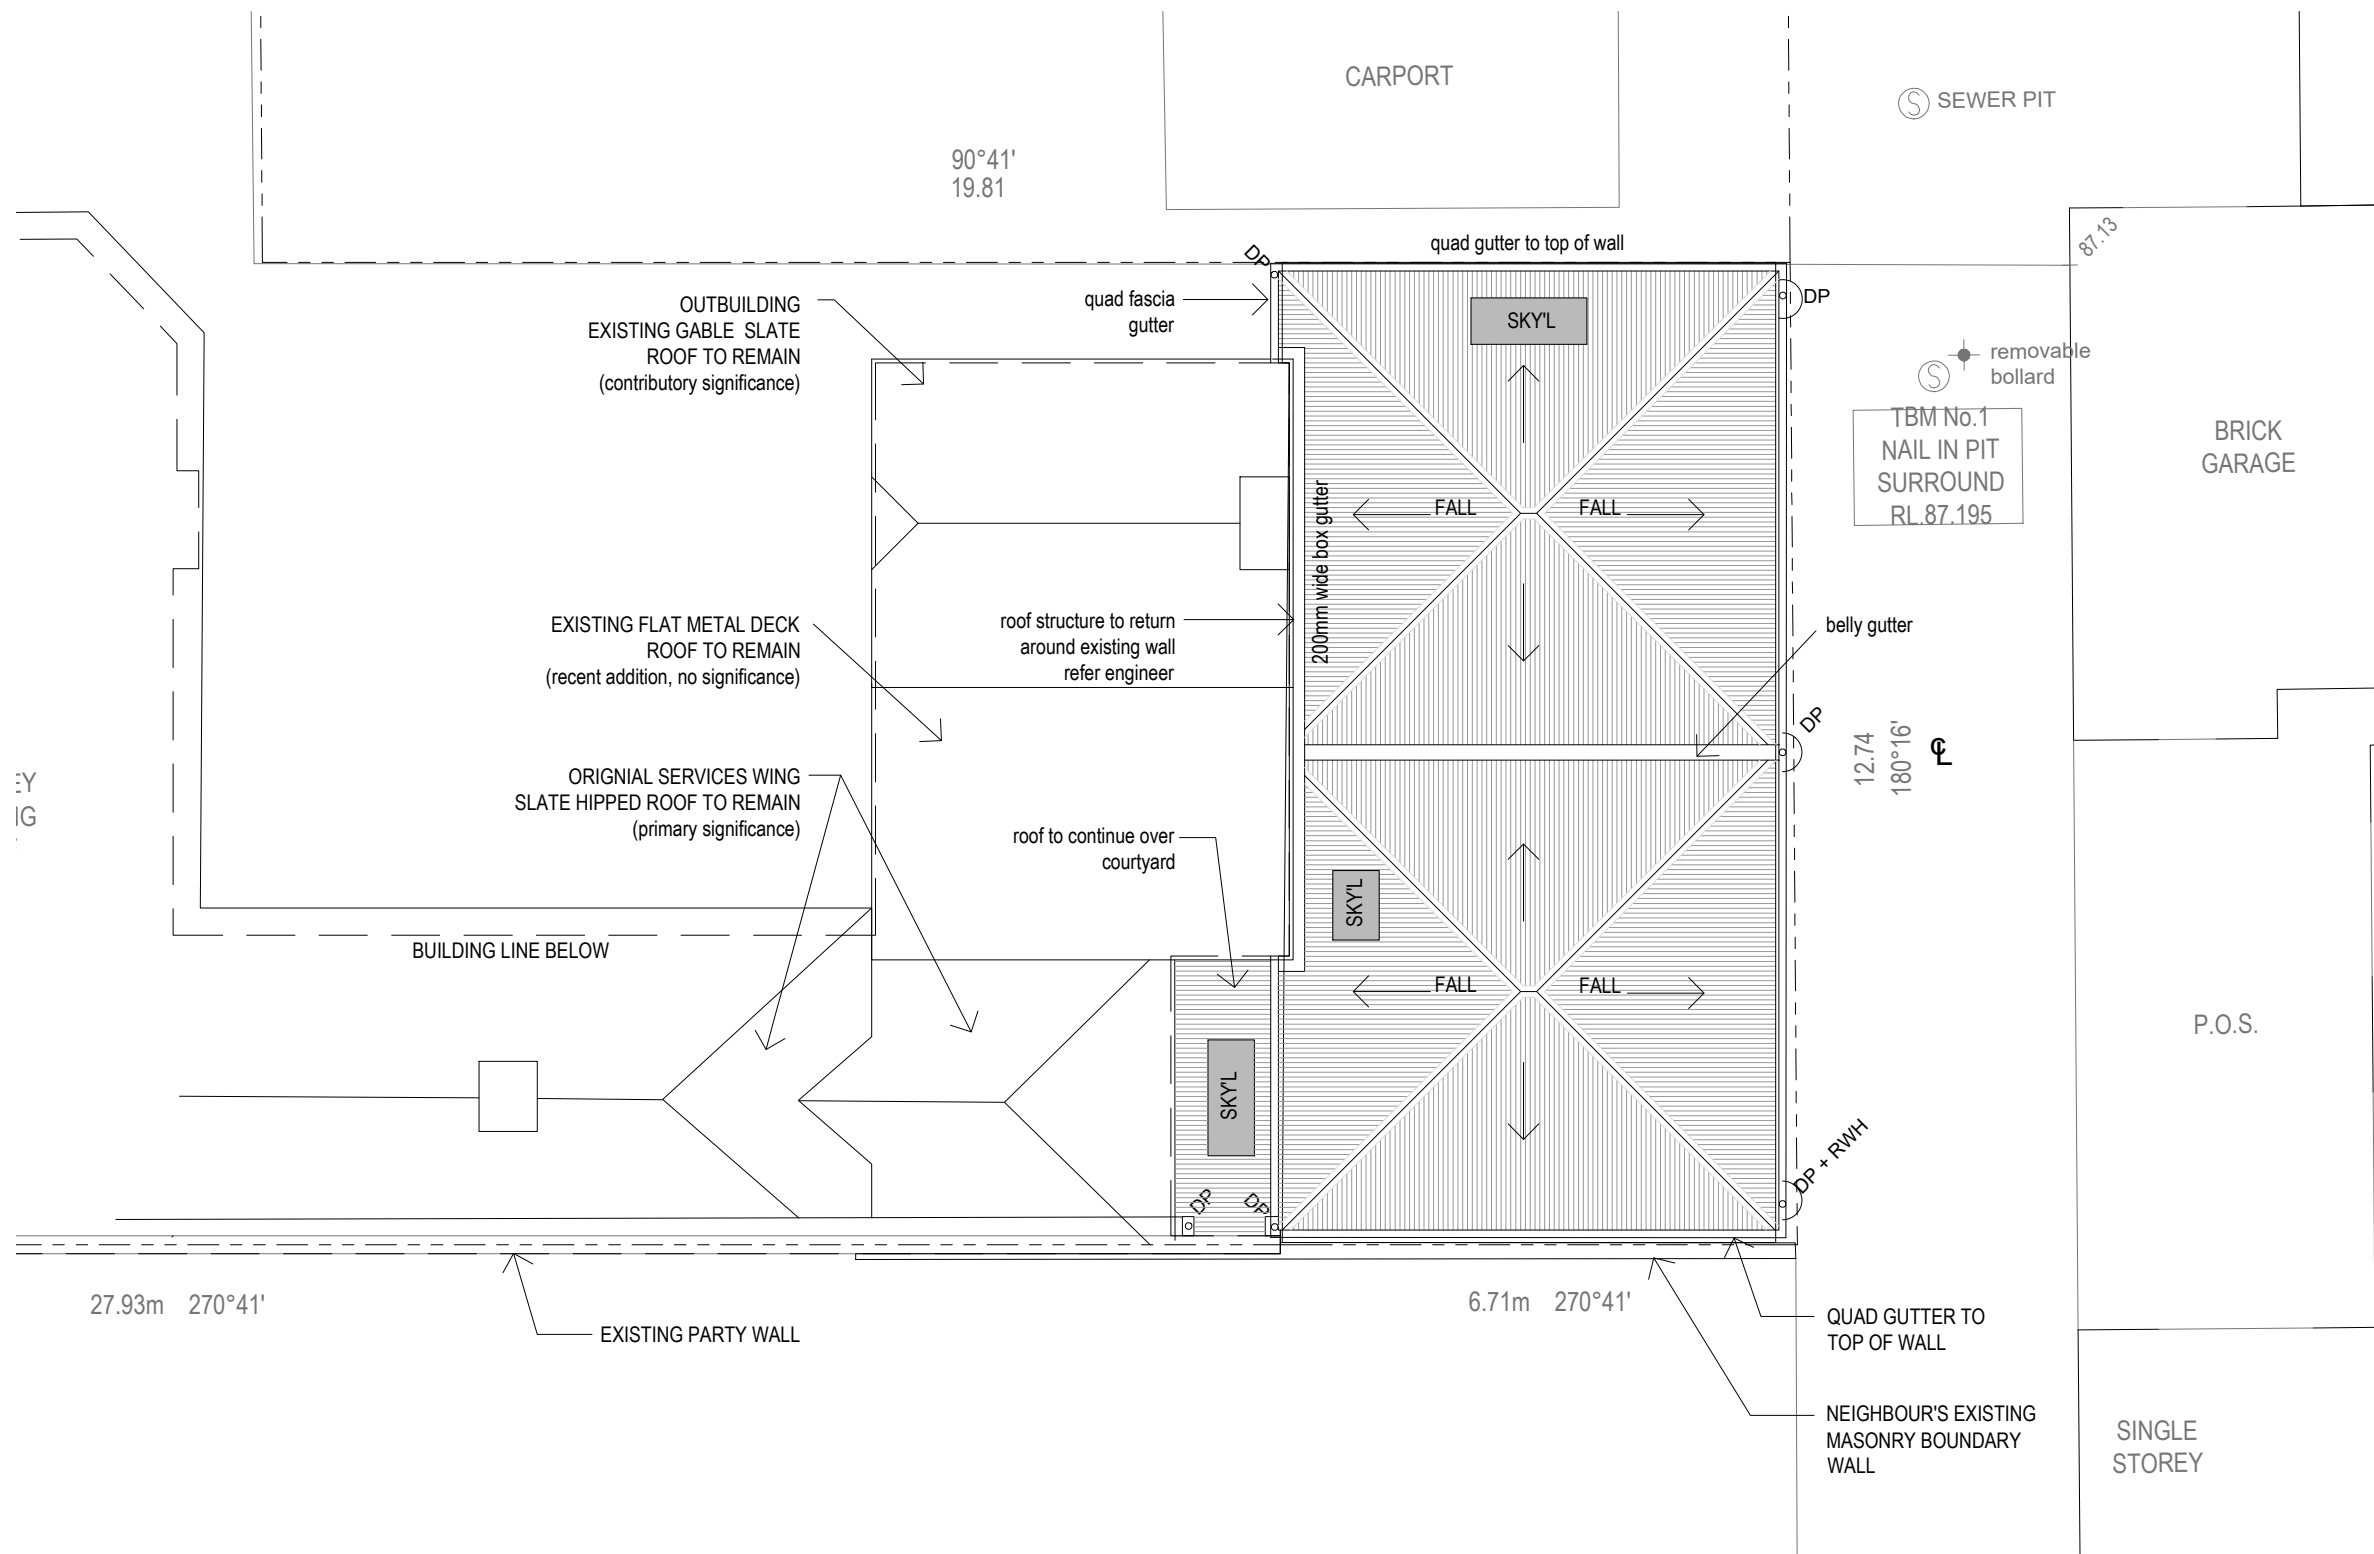 CARPORT
SEWER PIT
90°41'
19.81
87.13
quad gutter to top of wall
DP
quad fascia
gutter
OUTBUILDING
EXISTING GABLE SLATE
ROOF TO REMAIN
(contributory significance)
SKY'L
DP
removable
bollard
TBM No.1
NAIL IN PIT
SURROUND
RL.87.195
BRICK
GARAGE
FALL
FALL
200mm wide box gutter
EXISTING FLAT METAL DECK
ROOF TO REMAIN
(recent addition, no significance)
roof structure to return
around existing wall
refer engineer
belly gutter
DP
12.74
180°16'
ORIGNIAL SERVICES WING
SLATE HIPPED ROOF TO REMAIN
(primary significance)
roof to continue over
courtyard
SKY'L
BUILDING LINE BELOW
FALL
FALL
P.O.S.
SKY'L
DP
DP
DP + RWH
27.93m 270°41'
6.71m 270°41'
EXISTING PARTY WALL
QUAD GUTTER TO
TOP OF WALL
NEIGHBOUR'S EXISTING
MASONRY BOUNDARY
WALL
SINGLE
STOREY